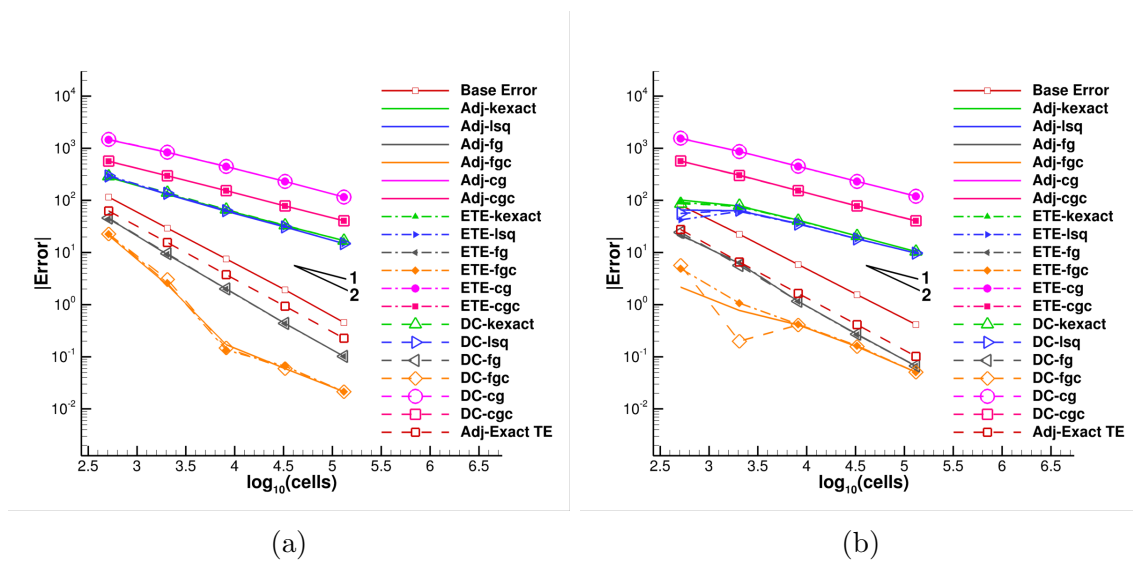 |Error|
10⁴
10³
10²
10¹
10⁰
10⁻¹
10⁻²
2.5 3 3.5 4 4.5 5 5.5 6 6.5
log₁₀(cells)
1
2
Base Error
Adj-kexact
Adj-lsq
Adj-fg
Adj-fgc
Adj-cg
Adj-cgc
ETE-kexact
ETE-lsq
ETE-fg
ETE-fgc
ETE-cg
ETE-cgc
DC-kexact
DC-lsq
DC-fg
DC-fgc
DC-cg
DC-cgc
Adj-Exact TE
(a)
|Error|
10⁴
10³
10²
10¹
10⁰
10⁻¹
10⁻²
2.5 3 3.5 4 4.5 5 5.5 6 6.5
log₁₀(cells)
1
2
Base Error
Adj-kexact
Adj-lsq
Adj-fg
Adj-fgc
Adj-cg
Adj-cgc
ETE-kexact
ETE-lsq
ETE-fg
ETE-fgc
ETE-cg
ETE-cgc
DC-kexact
DC-lsq
DC-fg
DC-fgc
DC-cg
DC-cgc
Adj-Exact TE
(b)